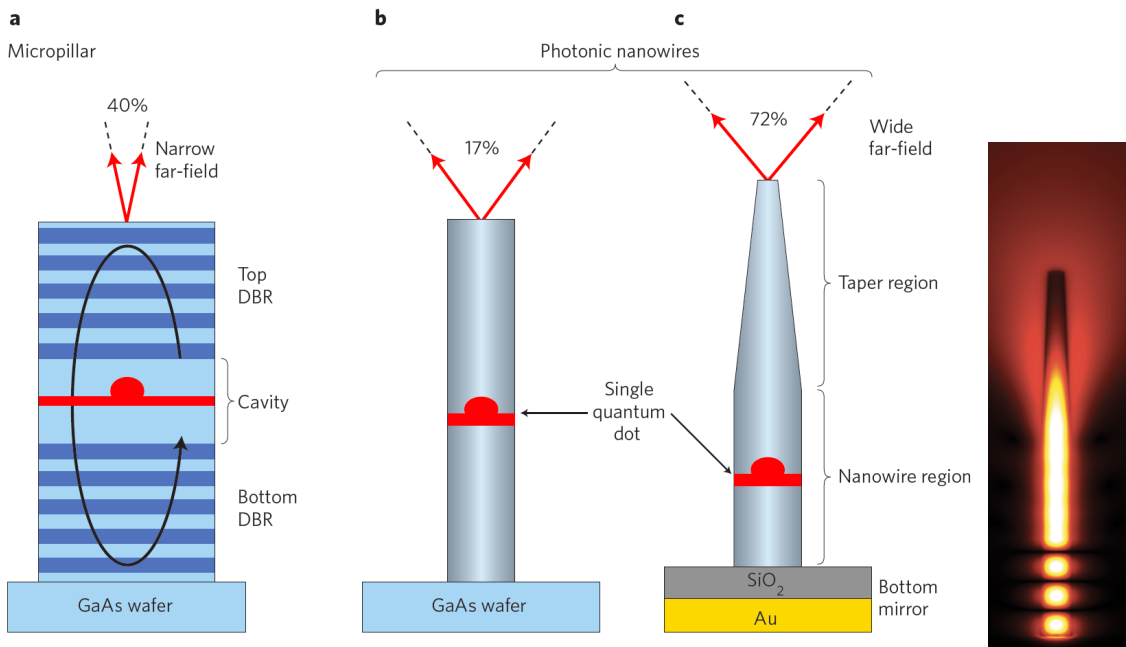 a
Micropillar
40%
Narrow
far-field
Top
DBR
Cavity
Bottom
DBR
GaAs wafer
b
Photonic nanowires
17%
Single
quantum
dot
GaAs wafer
c
72%
Wide
far-field
Taper region
Nanowire region
SiO₂
Au
Bottom
mirror